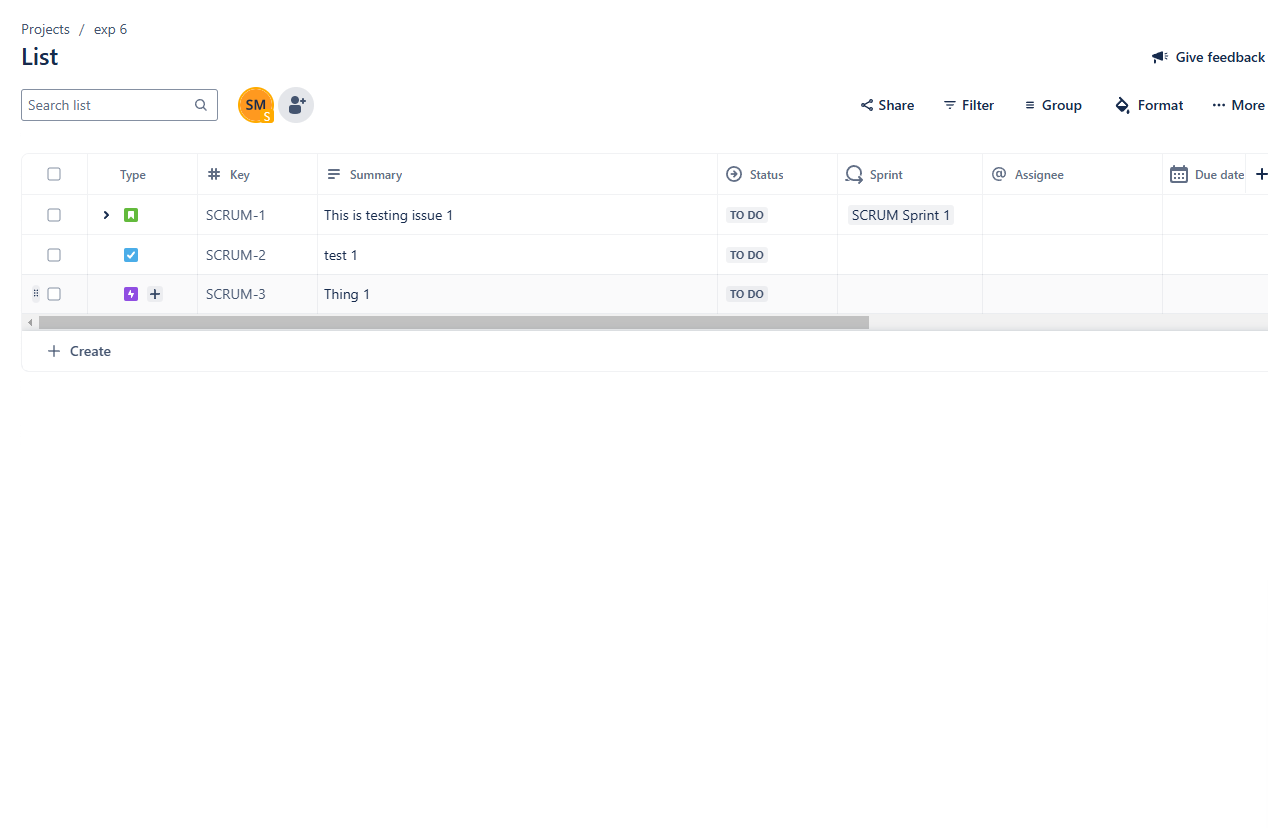 Projects / exp 6
List
Give feedback
Search list
SM
S
Share Filter Group Format More
Type Key Summary Status Sprint Assignee Due date
SCRUM-1 This is testing issue 1 TO DO SCRUM Sprint 1
SCRUM-2 test 1 TO DO
SCRUM-3 Thing 1 TO DO
Create